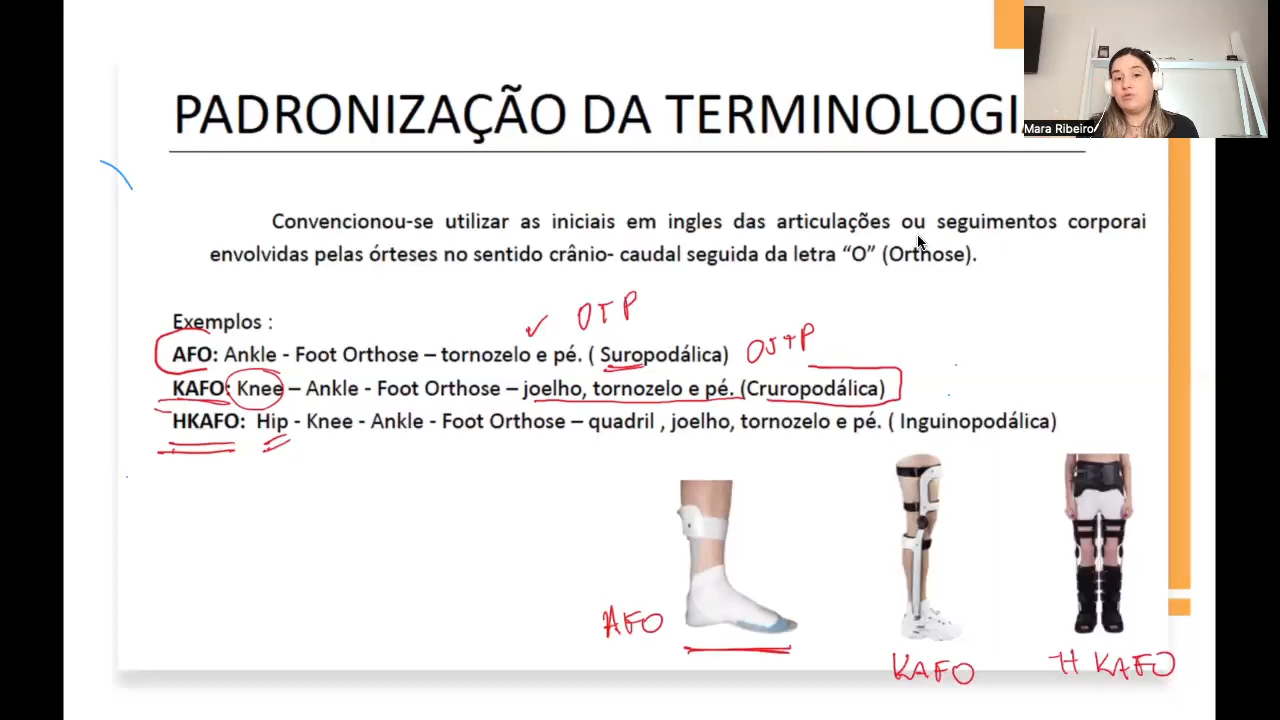 PADRONIZAÇÃO DA TERMINOLOGI
Mara Ribeiro
Convencionou-se utilizar as iniciais em ingles das articulações ou seguimentos corporai
envolvidas pelas órteses no sentido crânio- caudal seguida da letra “O” (Orthose).
OTP
Exemplos :
AFO: Ankle - Foot Orthose – tornozelo e pé. ( Suropodálica) OJTP
KAFO: Knee – Ankle - Foot Orthose – joelho, tornozelo e pé. (Cruropodálica)
HKAFO: Hip - Knee - Ankle - Foot Orthose – quadril , joelho, tornozelo e pé. ( Inguinopodálica)
AFO
KAFO
H KAFO